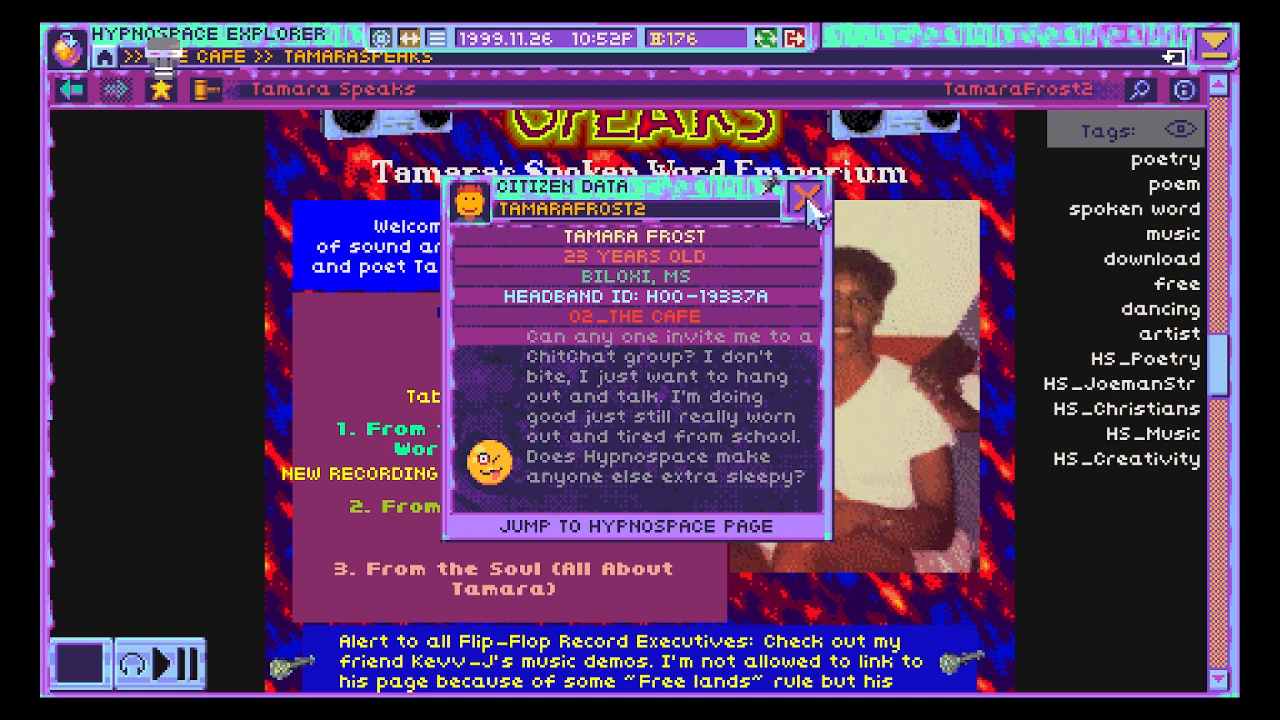 HYPNOSPACE EXPLORER
1999.11.26 10:52P
176
>> E CAFE >> TAMARASPEAKS
Tamara Speaks
TamaraFrost2
SPEAKS
Tamara's Spoken Word Emporium
Tags:
poetry
poem
spoken word
music
download
free
dancing
artist
HS_Poetry
HS_JoemanStr
HS_Christians
HS_Music
HS_Creativity
Welcom
of sound ar
and poet Ta
CITIZEN DATA
TAMARAFROST2
TAMARA FROST
23 YEARS OLD
BILOXI, MS
HEADBAND ID: H00-19337A
02_THE CAFE
Can any one invite me to a
ChitChat group? I don't
bite, I just want to hang
out and talk. I'm doing
good just still really worn
out and tired from school.
Does Hypnospace make
anyone else extra sleepy?
JUMP TO HYPNOSPACE PAGE
Tab
1. From
Wor
NEW RECORDING
2. From
3. From the Soul (All About
Tamara)
Alert to all Flip-Flop Record Executives: Check out my
friend Kevv-J's music demos. I'm not allowed to link to
his page because of some ~Free lands~ rule but his